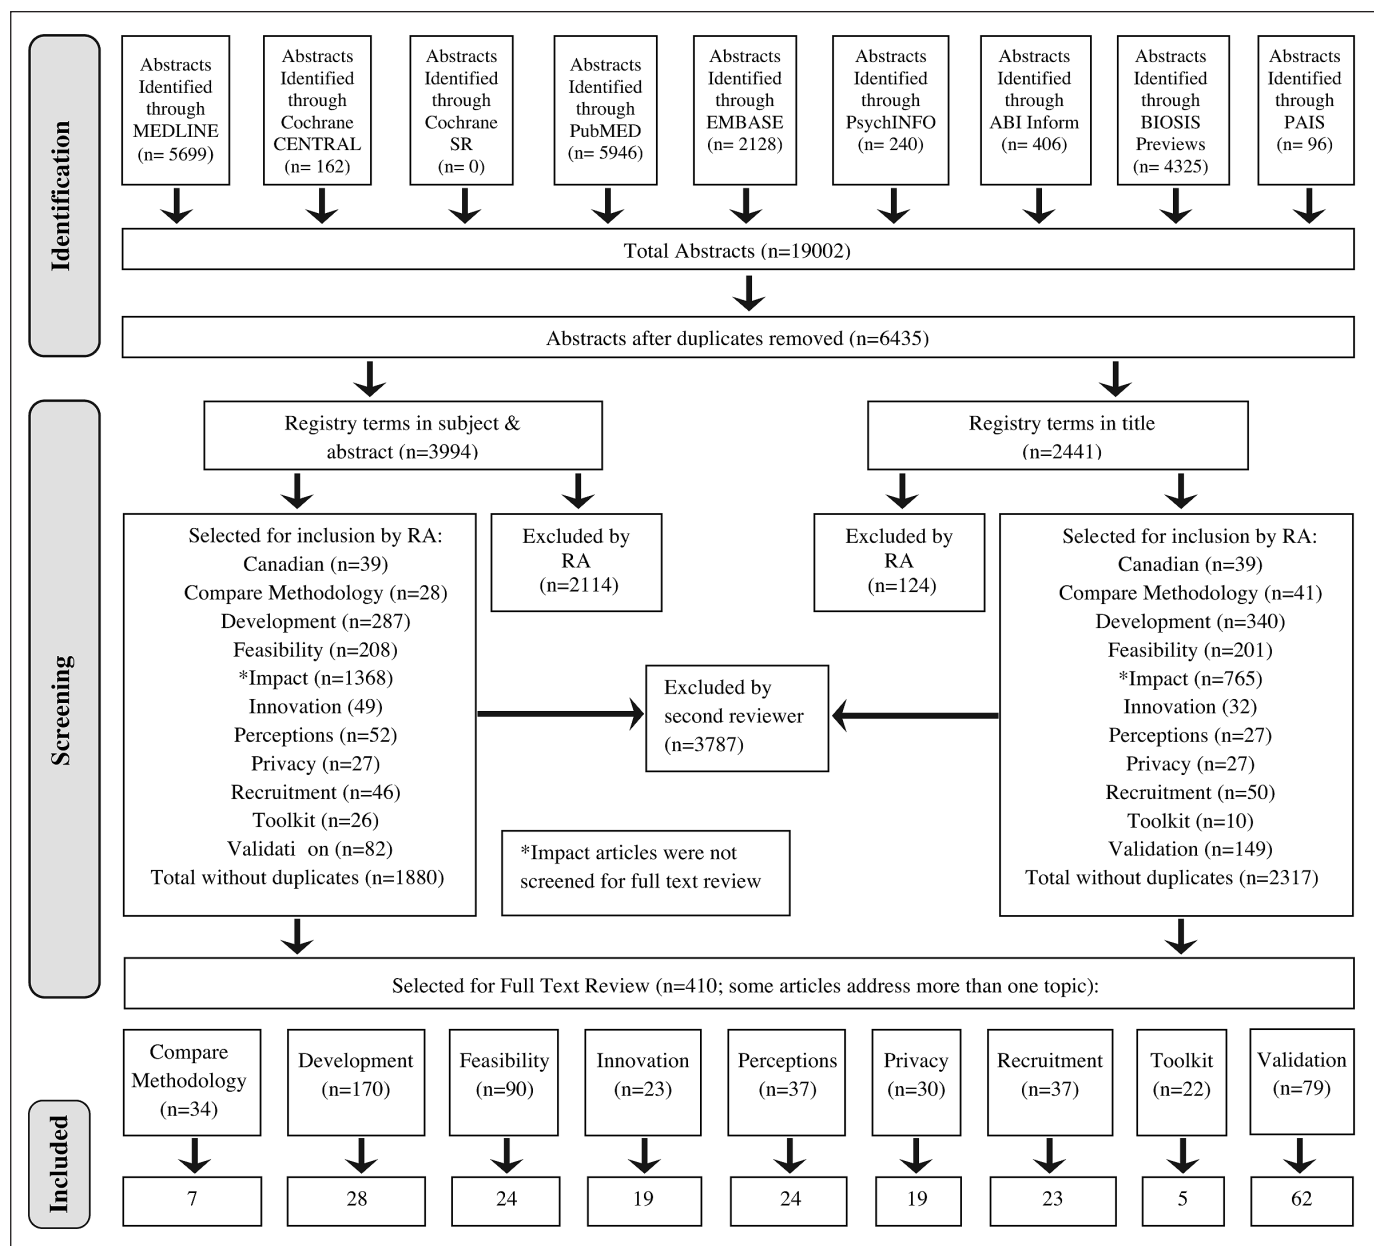 Identification
Abstracts
Identified
through
MEDLINE
(n= 5699)
Abstracts
Identified
through
Cochrane
CENTRAL
(n= 162)
Abstracts
Identified
through
Cochrane
SR
(n= 0)
Abstracts
Identified
through
PubMED
(n= 5946)
Abstracts
Identified
through
EMBASE
(n= 2128)
Abstracts
Identified
through
PsychINFO
(n= 240)
Abstracts
Identified
through
ABI Inform
(n= 406)
Abstracts
Identified
through
BIOSIS
Previews
(n= 4325)
Abstracts
Identified
through
PAIS
(n= 96)
Total Abstracts (n=19002)
Abstracts after duplicates removed (n=6435)
Screening
Registry terms in subject &
abstract (n=3994)
Registry terms in title
(n=2441)
Selected for inclusion by RA:
Canadian (n=39)
Compare Methodology (n=28)
Development (n=287)
Feasibility (n=208)
*Impact (n=1368)
Innovation (49)
Perceptions (n=52)
Privacy (n=27)
Recruitment (n=46)
Toolkit (n=26)
Validati on (n=82)
Total without duplicates (n=1880)
Excluded by
RA
(n=2114)
Excluded by
RA
(n=124)
Selected for inclusion by RA:
Canadian (n=39)
Compare Methodology (n=41)
Development (n=340)
Feasibility (n=201)
*Impact (n=765)
Innovation (32)
Perceptions (n=27)
Privacy (n=27)
Recruitment (n=50)
Toolkit (n=10)
Validation (n=149)
Total without duplicates (n=2317)
Excluded by
second reviewer
(n=3787)
*Impact articles were not
screened for full text review
Selected for Full Text Review (n=410; some articles address more than one topic):
Included
Compare
Methodology
(n=34)
Development
(n=170)
Feasibility
(n=90)
Innovation
(n=23)
Perceptions
(n=37)
Privacy
(n=30)
Recruitment
(n=37)
Toolkit
(n=22)
Validation
(n=79)
7
28
24
19
24
19
23
5
62